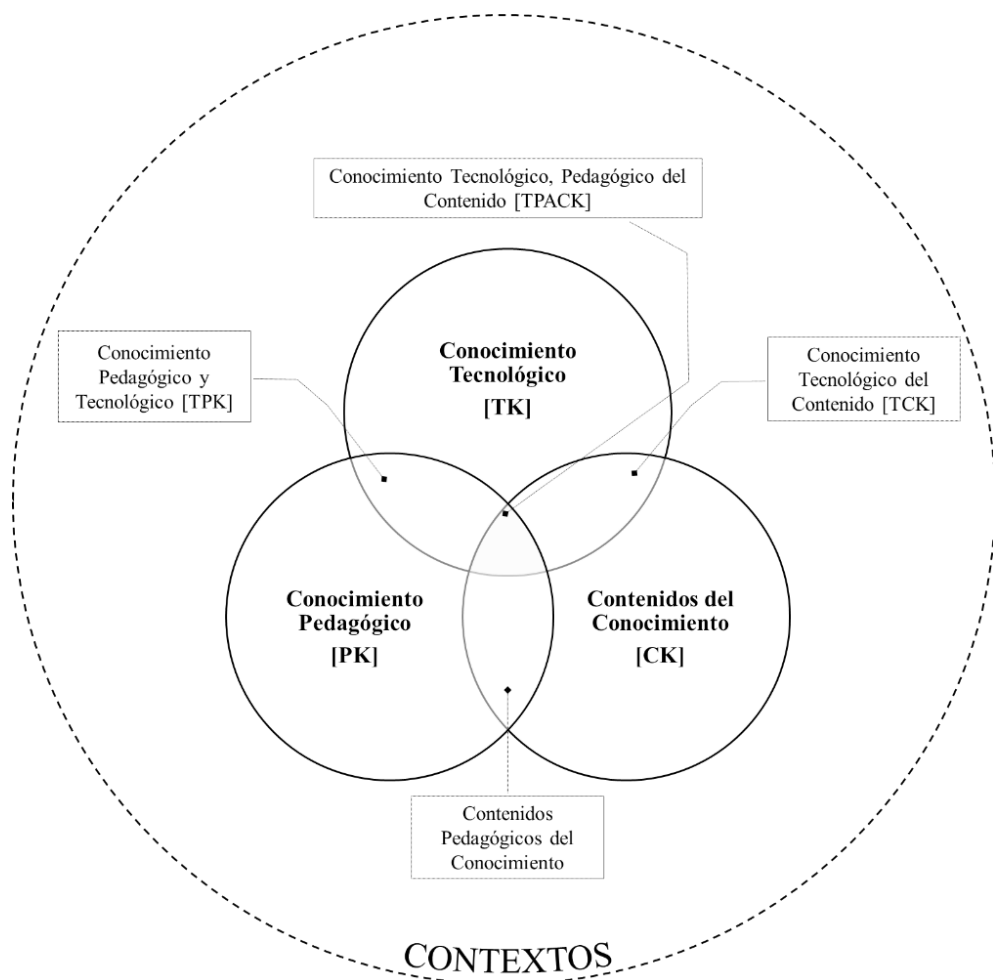 Conocimiento Tecnológico, Pedagógico del
Contenido [TPACK]
Conocimiento
Pedagógico y
Tecnológico [TPK]
Conocimiento
Tecnológico
[TK]
Conocimiento
Tecnológico del
Contenido [TCK]
Conocimiento
Pedagógico
[PK]
Contenidos del
Conocimiento
[CK]
Contenidos
Pedagógicos del
Conocimiento
CONTEXTOS